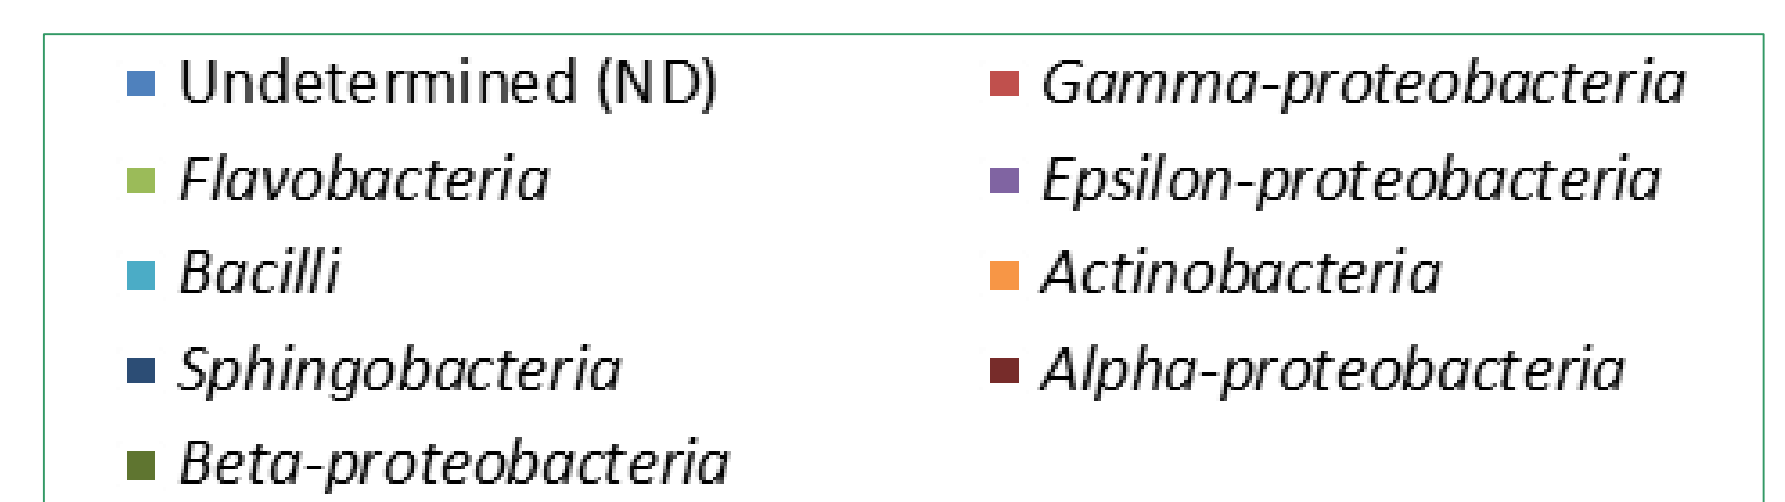 Undetermined (ND)
Gamma-proteobacteria
Flavobacteria
Epsilon-proteobacteria
Bacilli
Actinobacteria
Sphingobacteria
Alpha-proteobacteria
Beta-proteobacteria